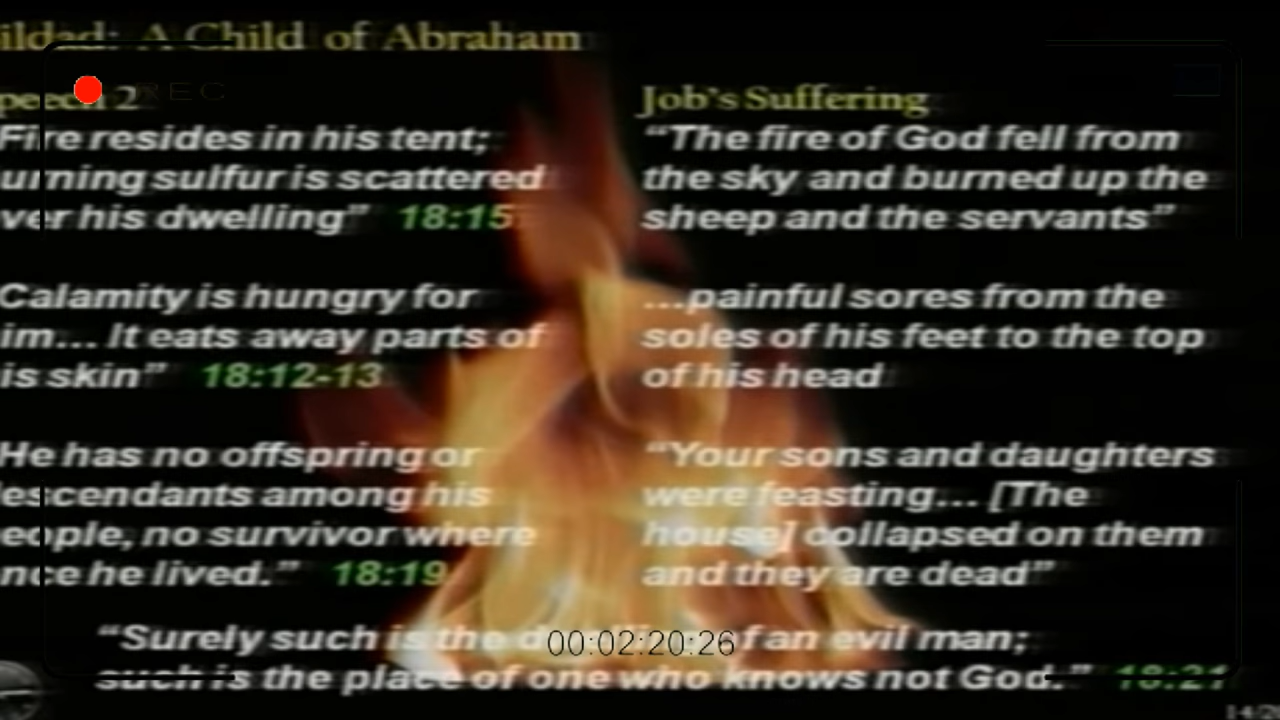 ildad: A Child of Abraham
REC
peech 2
Fire resides in his tent;
urning sulfur is scattered
ver his dwelling” 18:15
Calamity is hungry for
im... It eats away parts of
is skin” 18:12-13
He has no offspring or
escendants among his
eople, no survivor where
nce he lived.” 18:19
Job’s Suffering
“The fire of God fell from
the sky and burned up the
sheep and the servants”
...painful sores from the
soles of his feet to the top
of his head
“Your sons and daughters
were feasting... [The
house] collapsed on them
and they are dead”
“Surely such is the of an evil man;
such is the place of one who knows not God.” 18:21
00:02:20:26